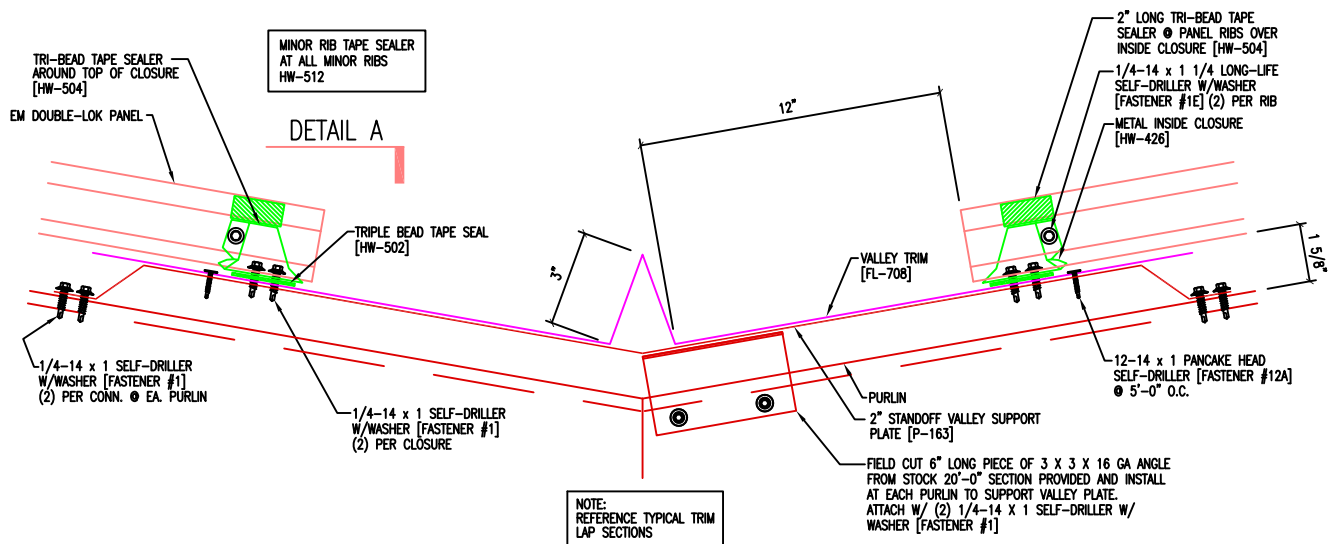 MINOR RIB TAPE SEALER
AT ALL MINOR RIBS
HW-512
TRI-BEAD TAPE SEALER
AROUND TOP OF CLOSURE
[HW-504]
EM DOUBLE-LOK PANEL
DETAIL A
TRIPLE BEAD TAPE SEAL
[HW-502]
3"
12"
2" LONG TRI-BEAD TAPE
SEALER @ PANEL RIBS OVER
INSIDE CLOSURE [HW-504]
1/4-14 x 1 1/4 LONG-LIFE
SELF-DRILLER W/WASHER
[FASTENER #1E] (2) PER RIB
METAL INSIDE CLOSURE
[HW-426]
VALLEY TRIM
[FL-708]
1 5/8"
1/4-14 x 1 SELF-DRILLER
W/WASHER [FASTENER #1]
(2) PER CONN. @ EA. PURLIN
1/4-14 x 1 SELF-DRILLER
W/WASHER [FASTENER #1]
(2) PER CLOSURE
12-14 x 1 PANCAKE HEAD
SELF-DRILLER [FASTENER #12A]
@ 5'-0" O.C.
PURLIN
2" STANDOFF VALLEY SUPPORT
PLATE [P-163]
FIELD CUT 6" LONG PIECE OF 3 X 3 X 16 GA ANGLE
FROM STOCK 20'-0" SECTION PROVIDED AND INSTALL
AT EACH PURLIN TO SUPPORT VALLEY PLATE.
ATTACH W/ (2) 1/4-14 X 1 SELF-DRILLER W/
WASHER [FASTENER #1]
NOTE:
REFERENCE TYPICAL TRIM
LAP SECTIONS